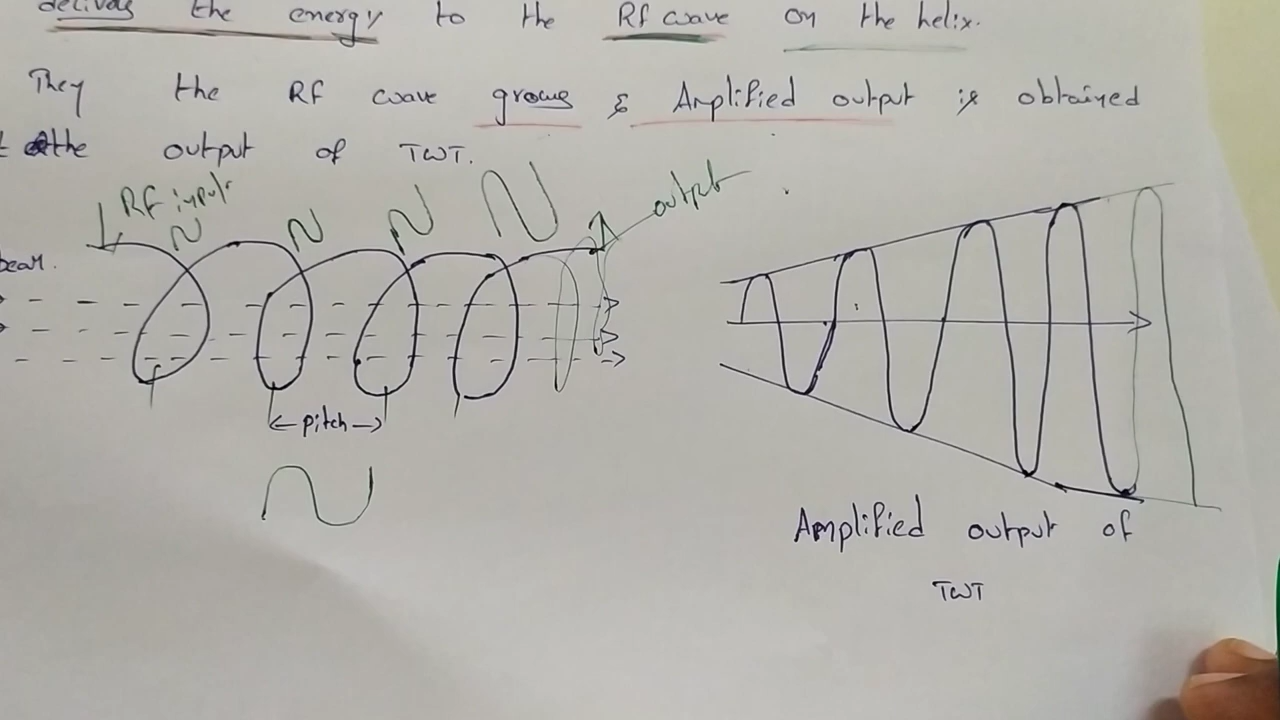 delivers the energy to the RF wave on the helix.
They the RF wave grows & Amplified output is obtained
the output of TWT.
RF input
output
beam.
pitch
Amplified output of
TWT